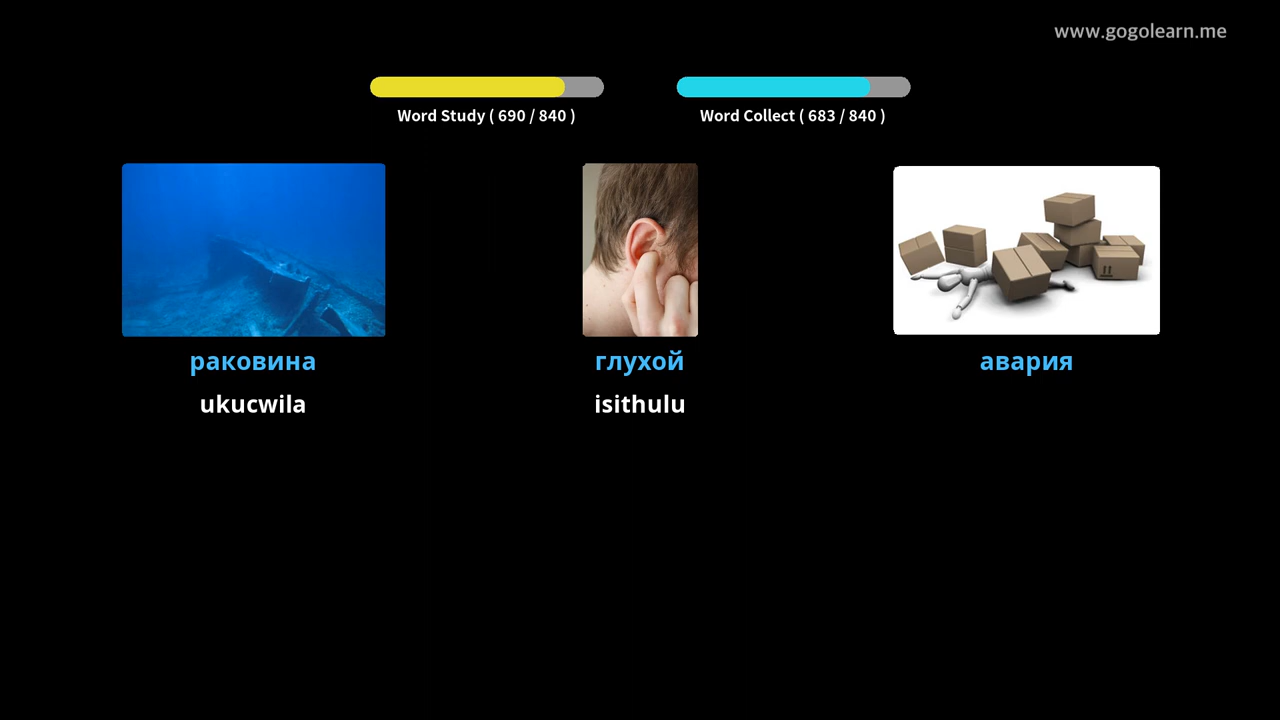 www.gogolearn.me
Word Study ( 690 / 840 )
Word Collect ( 683 / 840 )
раковина
глухой
авария
ukucwila
isithulu